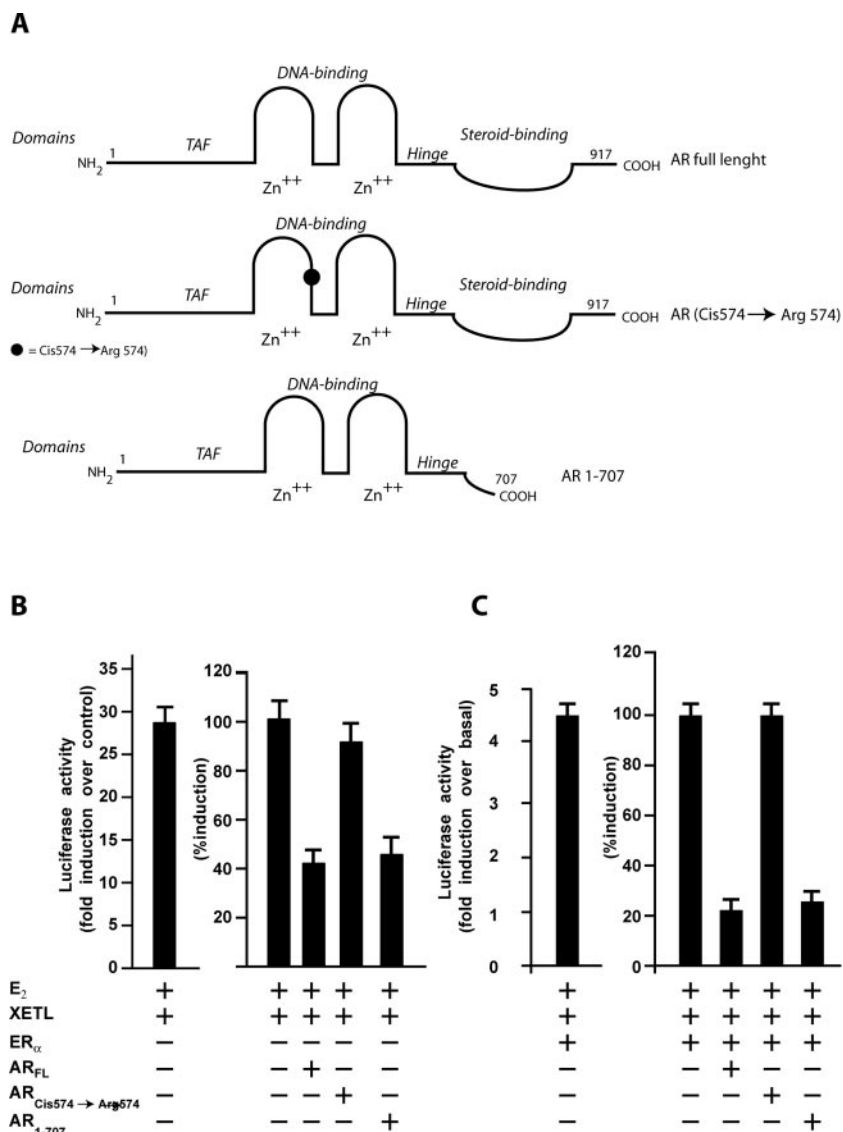 A
DNA-binding
Domains 1 TAF Hinge Steroid-binding 917
NH2 COOH AR full lenght
Zn++ Zn++
DNA-binding
Domains 1 TAF Hinge Steroid-binding 917
NH2 COOH AR (Cis574 → Arg 574)
Zn++ Zn++
● = Cis574 → Arg 574)
DNA-binding
Domains 1 TAF Hinge 707
NH2 COOH AR 1-707
Zn++ Zn++
B
Luciferase activity
(fold induction over control)
35
30
25
20
15
10
5
0
(%induction)
120
100
80
60
40
20
C
Luciferase activity
(fold induction over basal)
5
4
3
2
1
0
(%induction)
120
100
80
60
40
20
0
E2 + + + + + + + + + +
XETL + + + + + + + + + +
ERα − − − − − + + + + +
ARFL − − + − − − − + − −
ARCis574 → Arg574 − − − + − − − − + −
AR1-707 − − − − + − − − − +